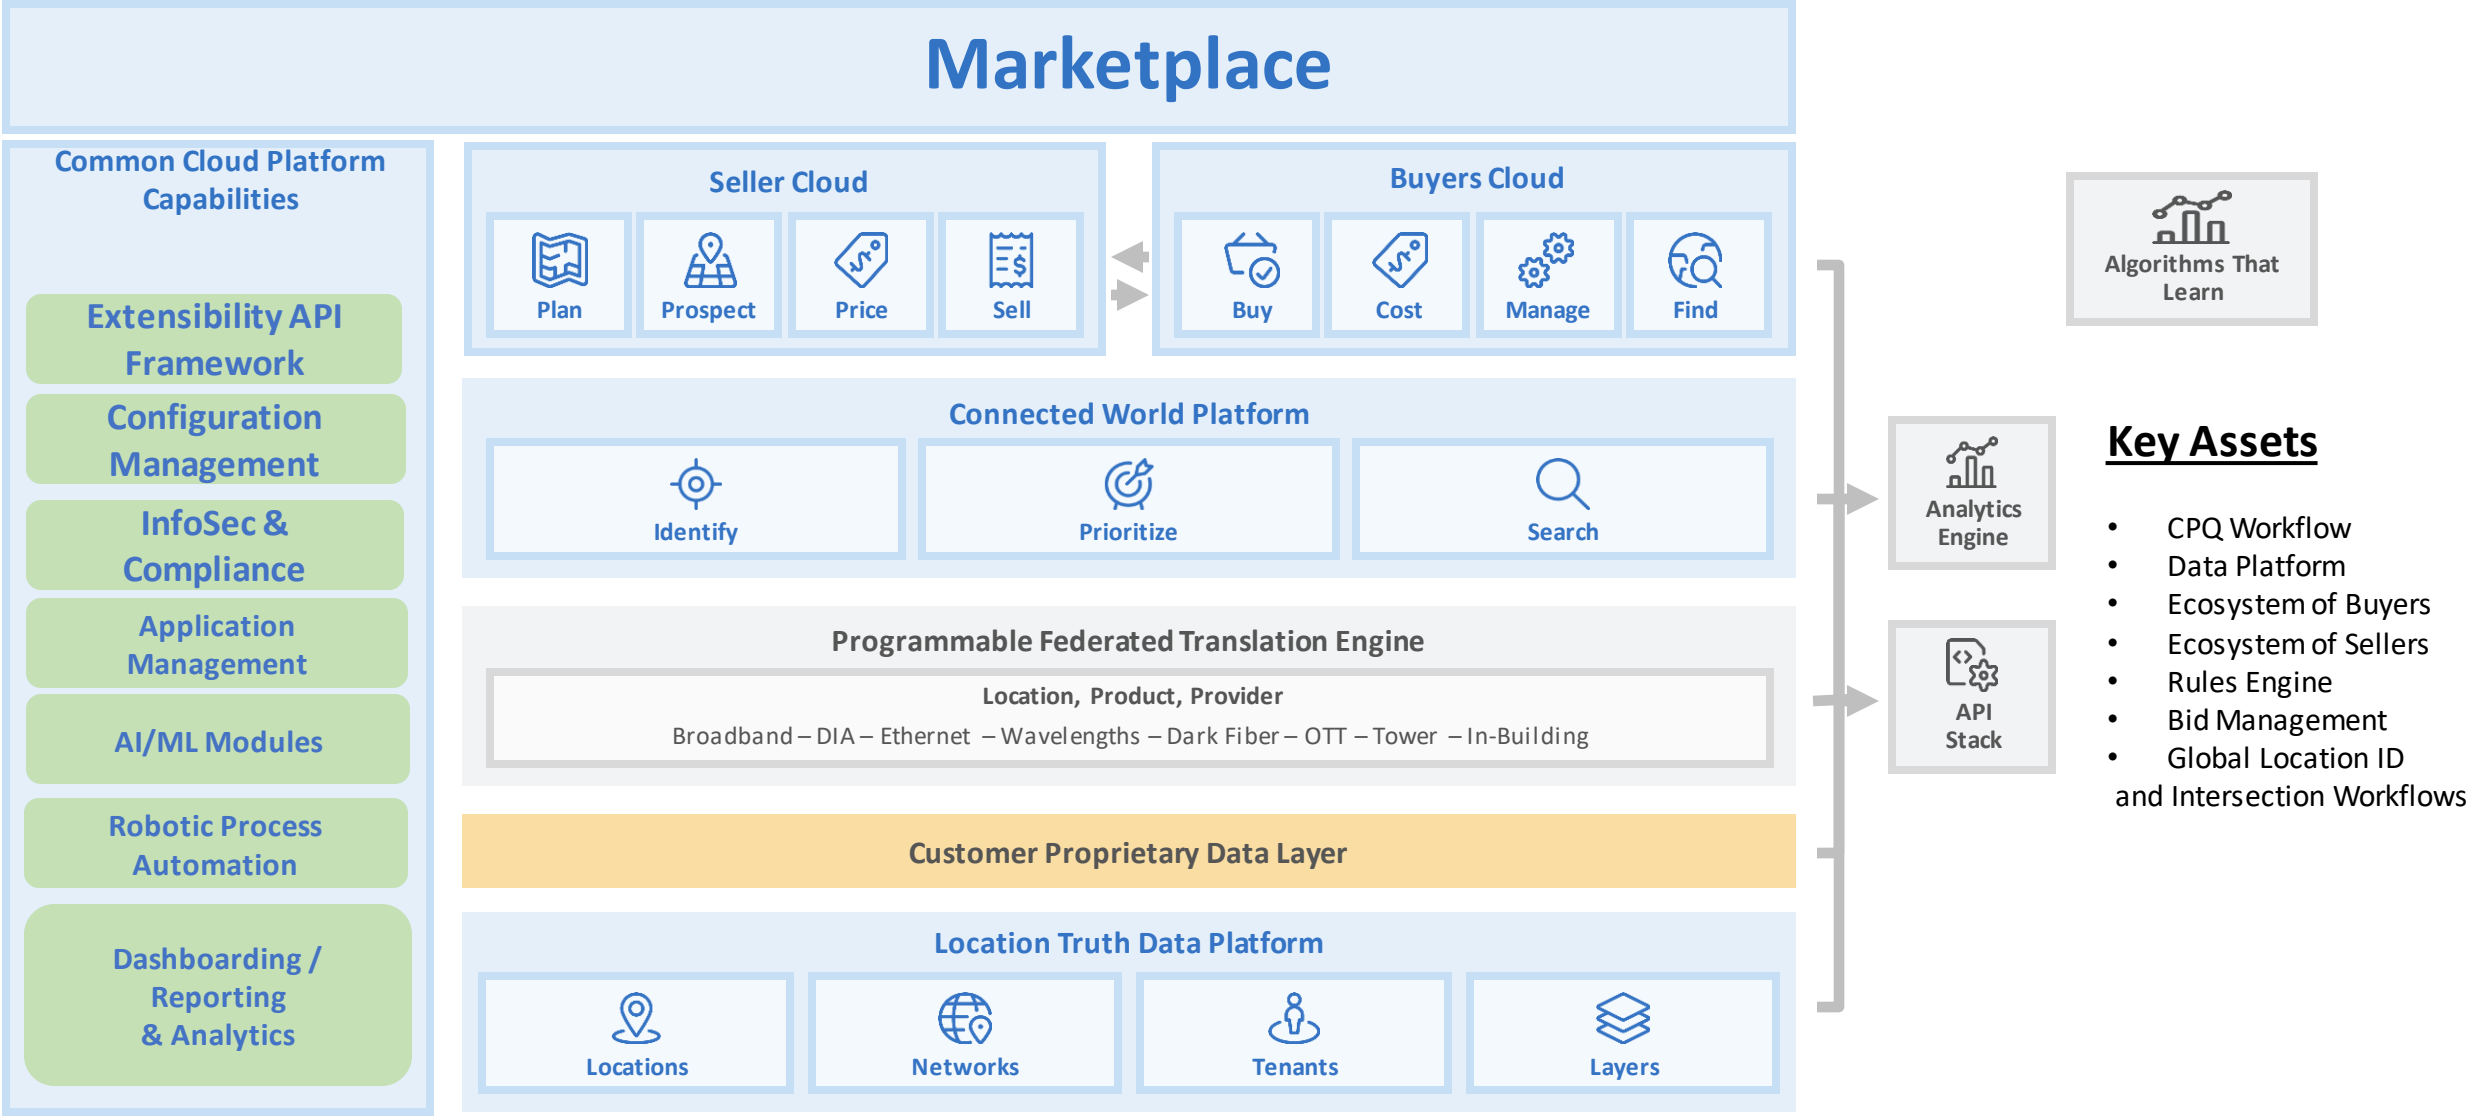 Marketplace
Common Cloud Platform
Capabilities
Extensibility API
Framework
Configuration
Management
InfoSec &
Compliance
Application
Management
AI/ML Modules
Robotic Process
Automation
Dashboarding /
Reporting
& Analytics
Seller Cloud
Plan
Prospect
Price
Sell
Buyers Cloud
Buy
Cost
Manage
Find
Connected World Platform
Identify
Prioritize
Search
Programmable Federated Translation Engine
Location, Product, Provider
Broadband – DIA – Ethernet – Wavelengths – Dark Fiber – OTT – Tower – In-Building
Customer Proprietary Data Layer
Location Truth Data Platform
Locations
Networks
Tenants
Layers
Analytics
Engine
API
Stack
Algorithms That
Learn
Key Assets
• CPQ Workflow
• Data Platform
• Ecosystem of Buyers
• Ecosystem of Sellers
• Rules Engine
• Bid Management
• Global Location ID
and Intersection Workflows